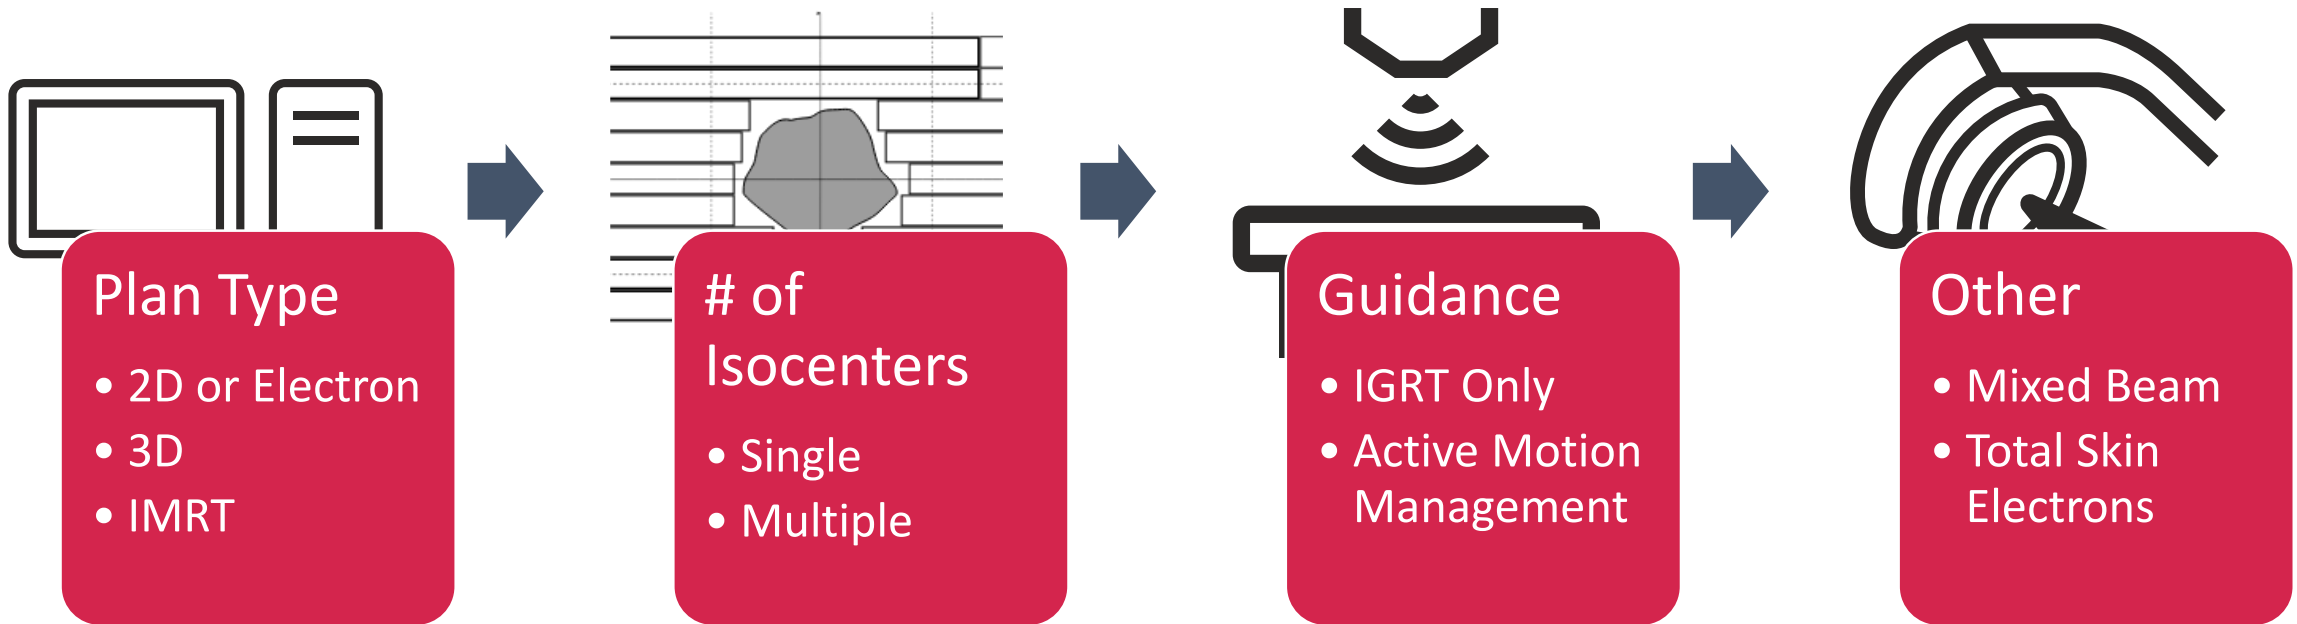 Plan Type
• 2D or Electron
• 3D
• IMRT
# of
Isocenters
• Single
• Multiple
Guidance
• IGRT Only
• Active Motion
Management
Other
• Mixed Beam
• Total Skin
Electrons